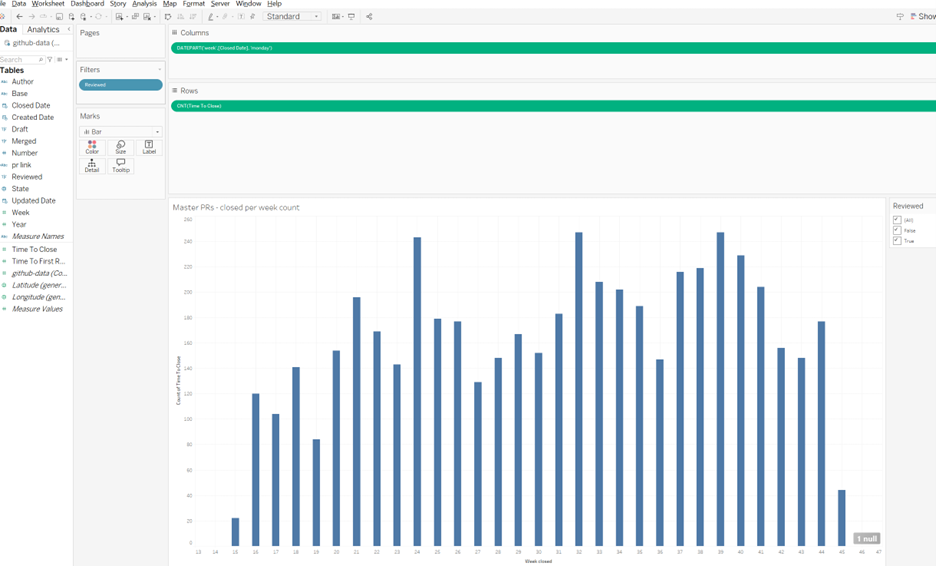 ile Data Worksheet Dashboard Story Analysis Map Format Server Window Help
Standard
Show
Data Analytics
github-data (...
Search
Tables
Author
Base
Closed Date
Created Date
Draft
Merged
Number
pr link
Reviewed
State
Updated Date
Week
Year
Measure Names
Time To Close
Time To First R...
github-data (Co...
Latitude (gener...
Longitude (gen...
Measure Values
Pages
Filters
Reviewed
Marks
Bar
Color Size Label
Detail Tooltip
Columns
DATEPART('week',[Closed Date], 'monday')
Rows
CNT(Time To Close)
Master PRs - closed per week count
Count of Time To Close
260
240
220
200
180
160
140
120
100
80
60
40
20
0
13 14 15 16 17 18 19 20 21 22 23 24 25 26 27 28 29 30 31 32 33 34 35 36 37 38 39 40 41 42 43 44 45 46 47
Week closed
1 null
Reviewed
(All)
False
True